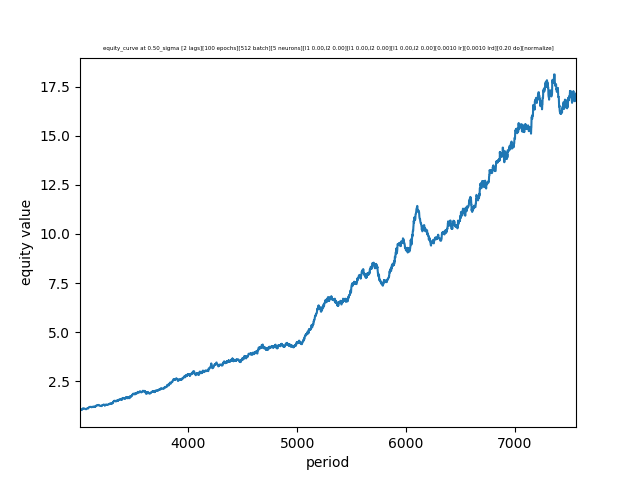 equity_curve at 0.50_sigma [2 lags][100 epochs][512 batch][5 neurons][l1 0.00,l2 0.00][l1 0.00,l2 0.00][l1 0.00,l2 0.00][0.0010 lr][0.0010 lrd][0.20 do][normalize]
17.5
15.0
12.5
10.0
7.5
5.0
2.5
equity value
4000 5000 6000 7000
period